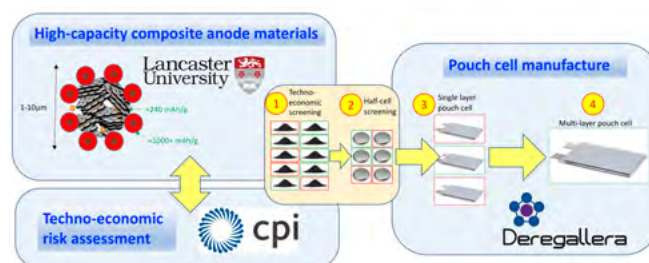 High-capacity composite anode materials
Lancaster
University
1-10µm
≈240 mAh/g
Techno-economic
risk assessment
cpi
1
Techno-
economic
screening
2
Half-cell
screening
Pouch cell manufacture
3
Single layer
pouch cell
4
Multi-layer pouch cell
Deregallera